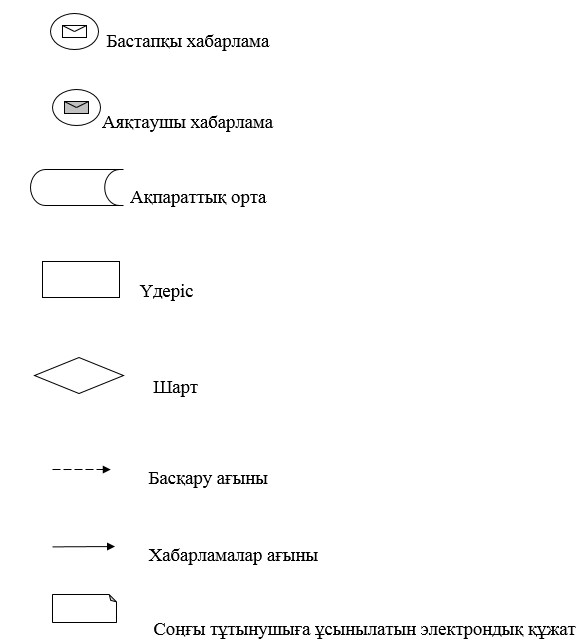 Бастапқы хабарлама
Аяқтаушы хабарлама
Ақпараттық орта
Үдеріс
Шарт
Басқару ағыны
Хабарламалар ағыны
Соңғы тұтынушыға ұсынылатын электрондық құжат